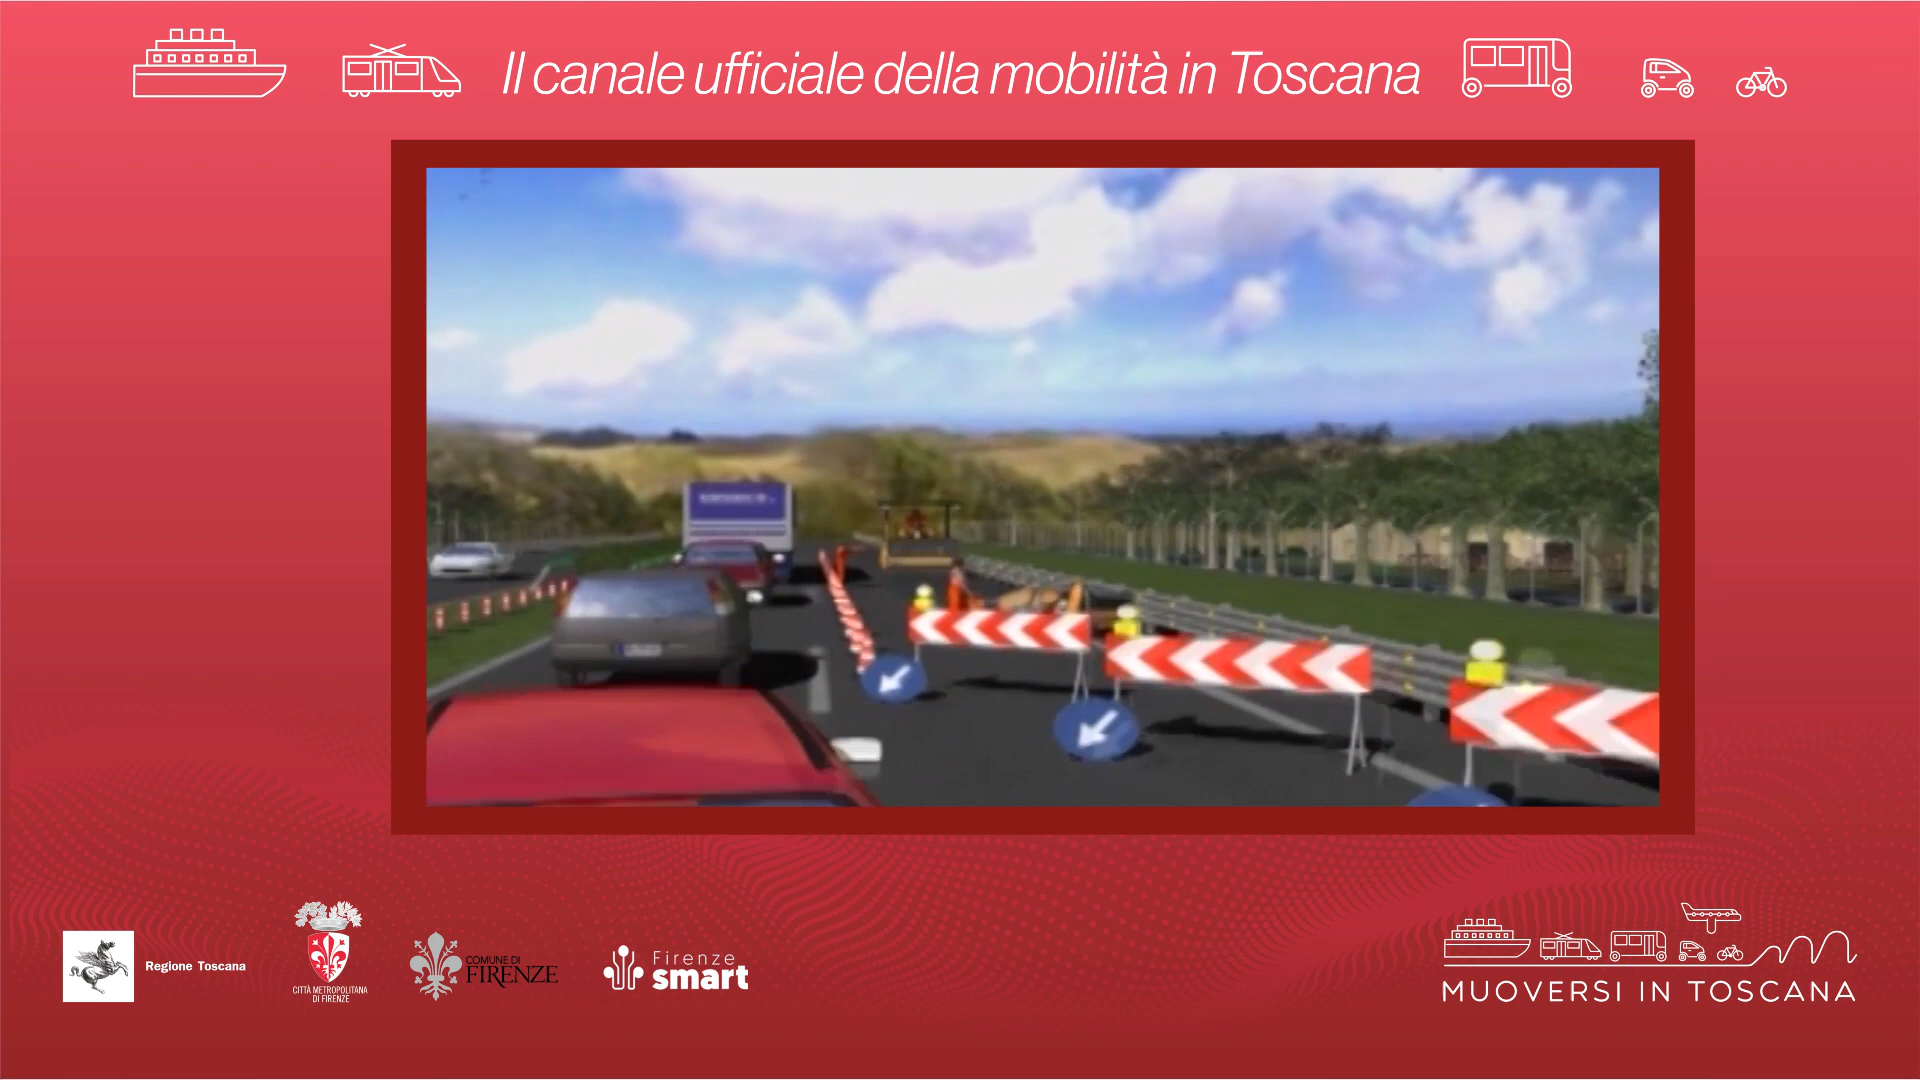 Il canale ufficiale della mobilità in Toscana
Regione Toscana
CITTÀ METROPOLITANA
DI FIRENZE
COMUNE DI
FIRENZE
Firenze
smart
MUOVERSI IN TOSCANA